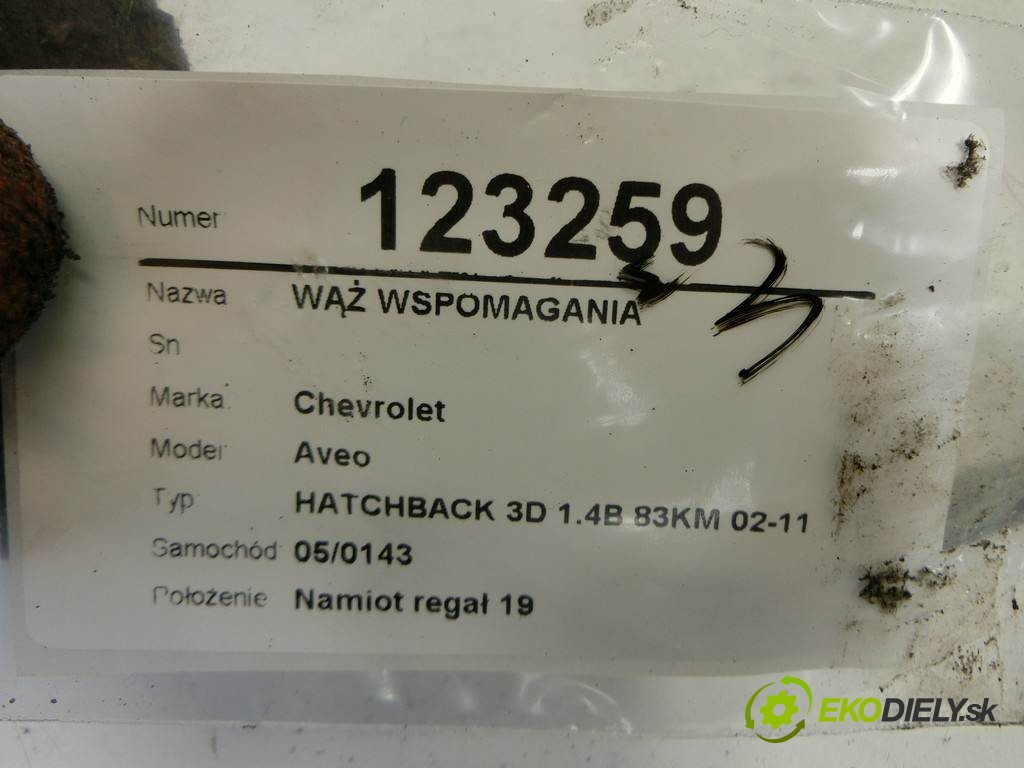 Numer 123259
Nazwa WĄŻ WSPOMAGANIA
Sn
Marka Chevrolet
Model Aveo
Typ HATCHBACK 3D 1.4B 83KM 02-11
Samochód 05/0143
Położenie Namiot regał 19
EKODIELY.sk